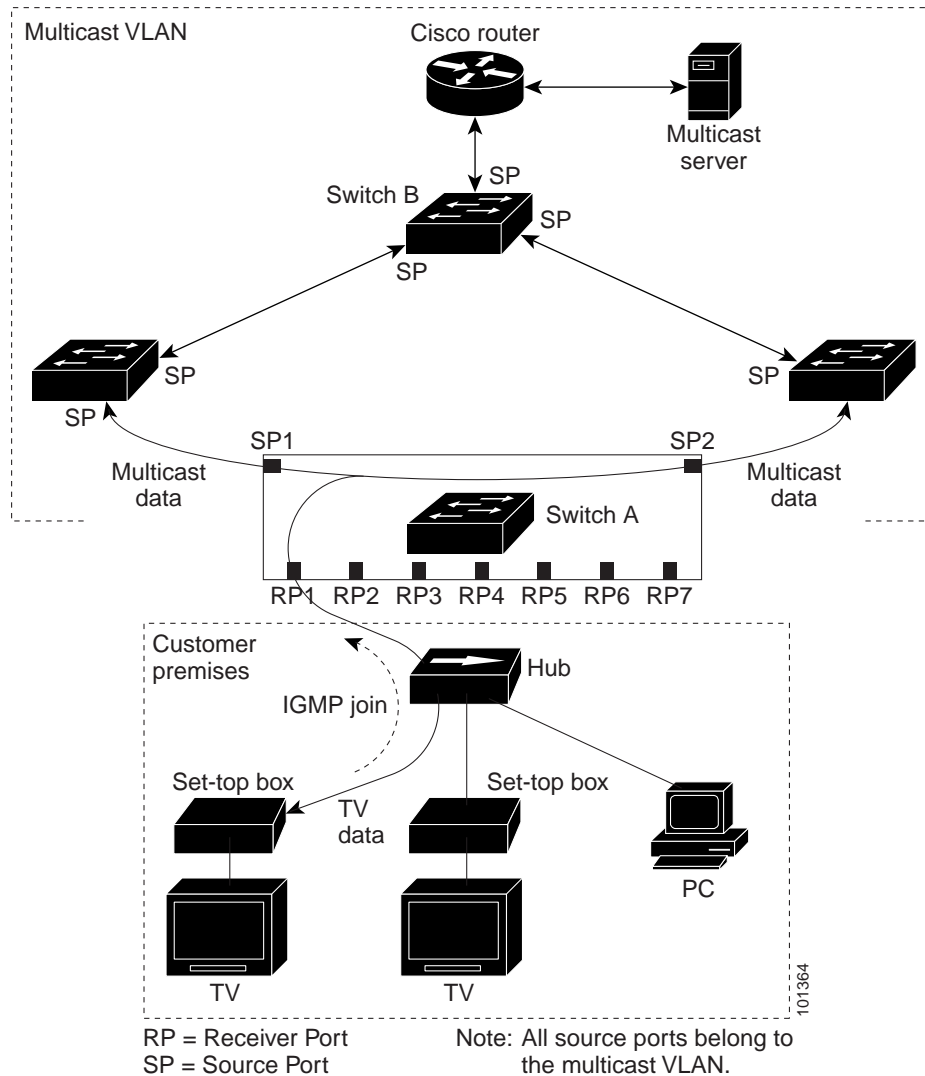 Multicast VLAN
Cisco router
Multicast
server
SP
Switch B
SP
SP
SP
SP
SP
SP1
SP2
Multicast
data
Multicast
data
Switch A
RP1 RP2 RP3 RP4 RP5 RP6 RP7
Customer
premises
Hub
IGMP join
Set-top box
Set-top box
TV
data
PC
TV
TV
101364
RP = Receiver Port
SP = Source Port
Note: All source ports belong to
the multicast VLAN.